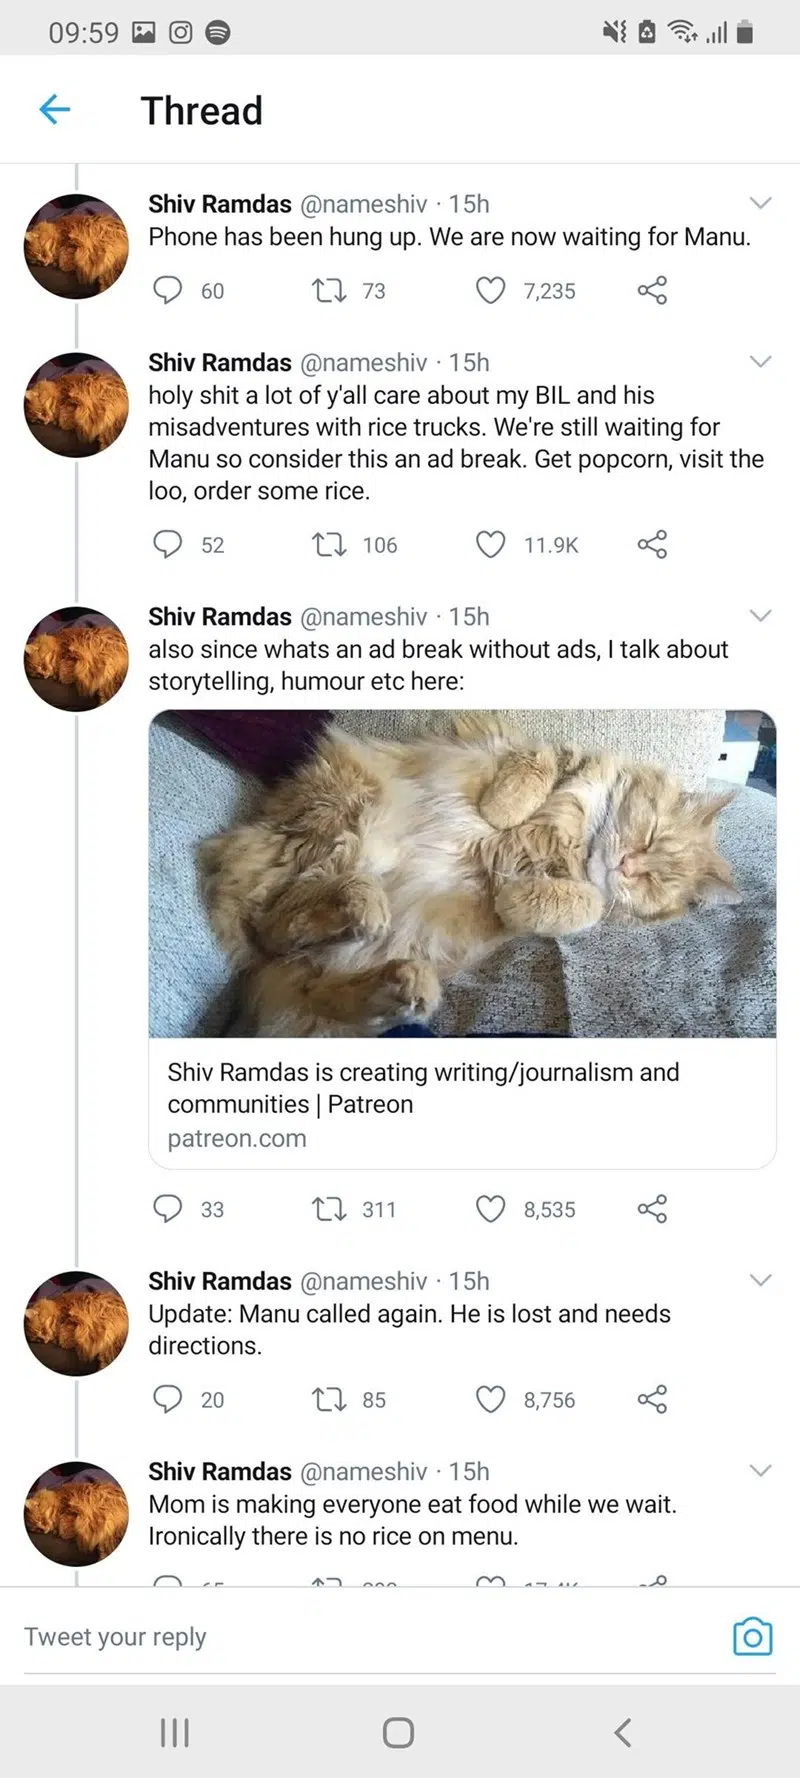 09:59
Thread
Shiv Ramdas @nameshiv · 15h
Phone has been hung up. We are now waiting for Manu.
60 73 7,235
Shiv Ramdas @nameshiv · 15h
holy shit a lot of y'all care about my BIL and his
misadventures with rice trucks. We're still waiting for
Manu so consider this an ad break. Get popcorn, visit the
loo, order some rice.
52 106 11.9K
Shiv Ramdas @nameshiv · 15h
also since whats an ad break without ads, I talk about
storytelling, humour etc here:
Shiv Ramdas is creating writing/journalism and
communities | Patreon
patreon.com
33 311 8,535
Shiv Ramdas @nameshiv · 15h
Update: Manu called again. He is lost and needs
directions.
20 85 8,756
Shiv Ramdas @nameshiv · 15h
Mom is making everyone eat food while we wait.
Ironically there is no rice on menu.
Tweet your reply